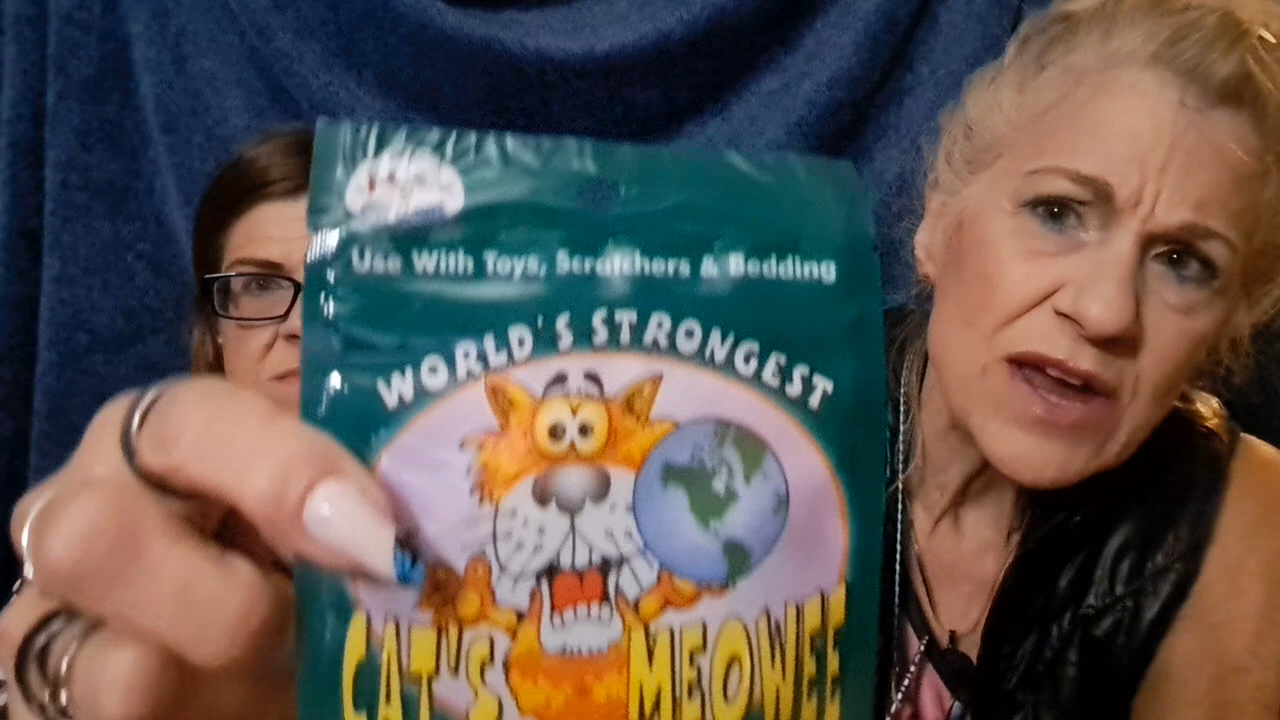 Use With Toys, Scratchers & Bedding
WORLD'S STRONGEST
CAT'S MEOWEE